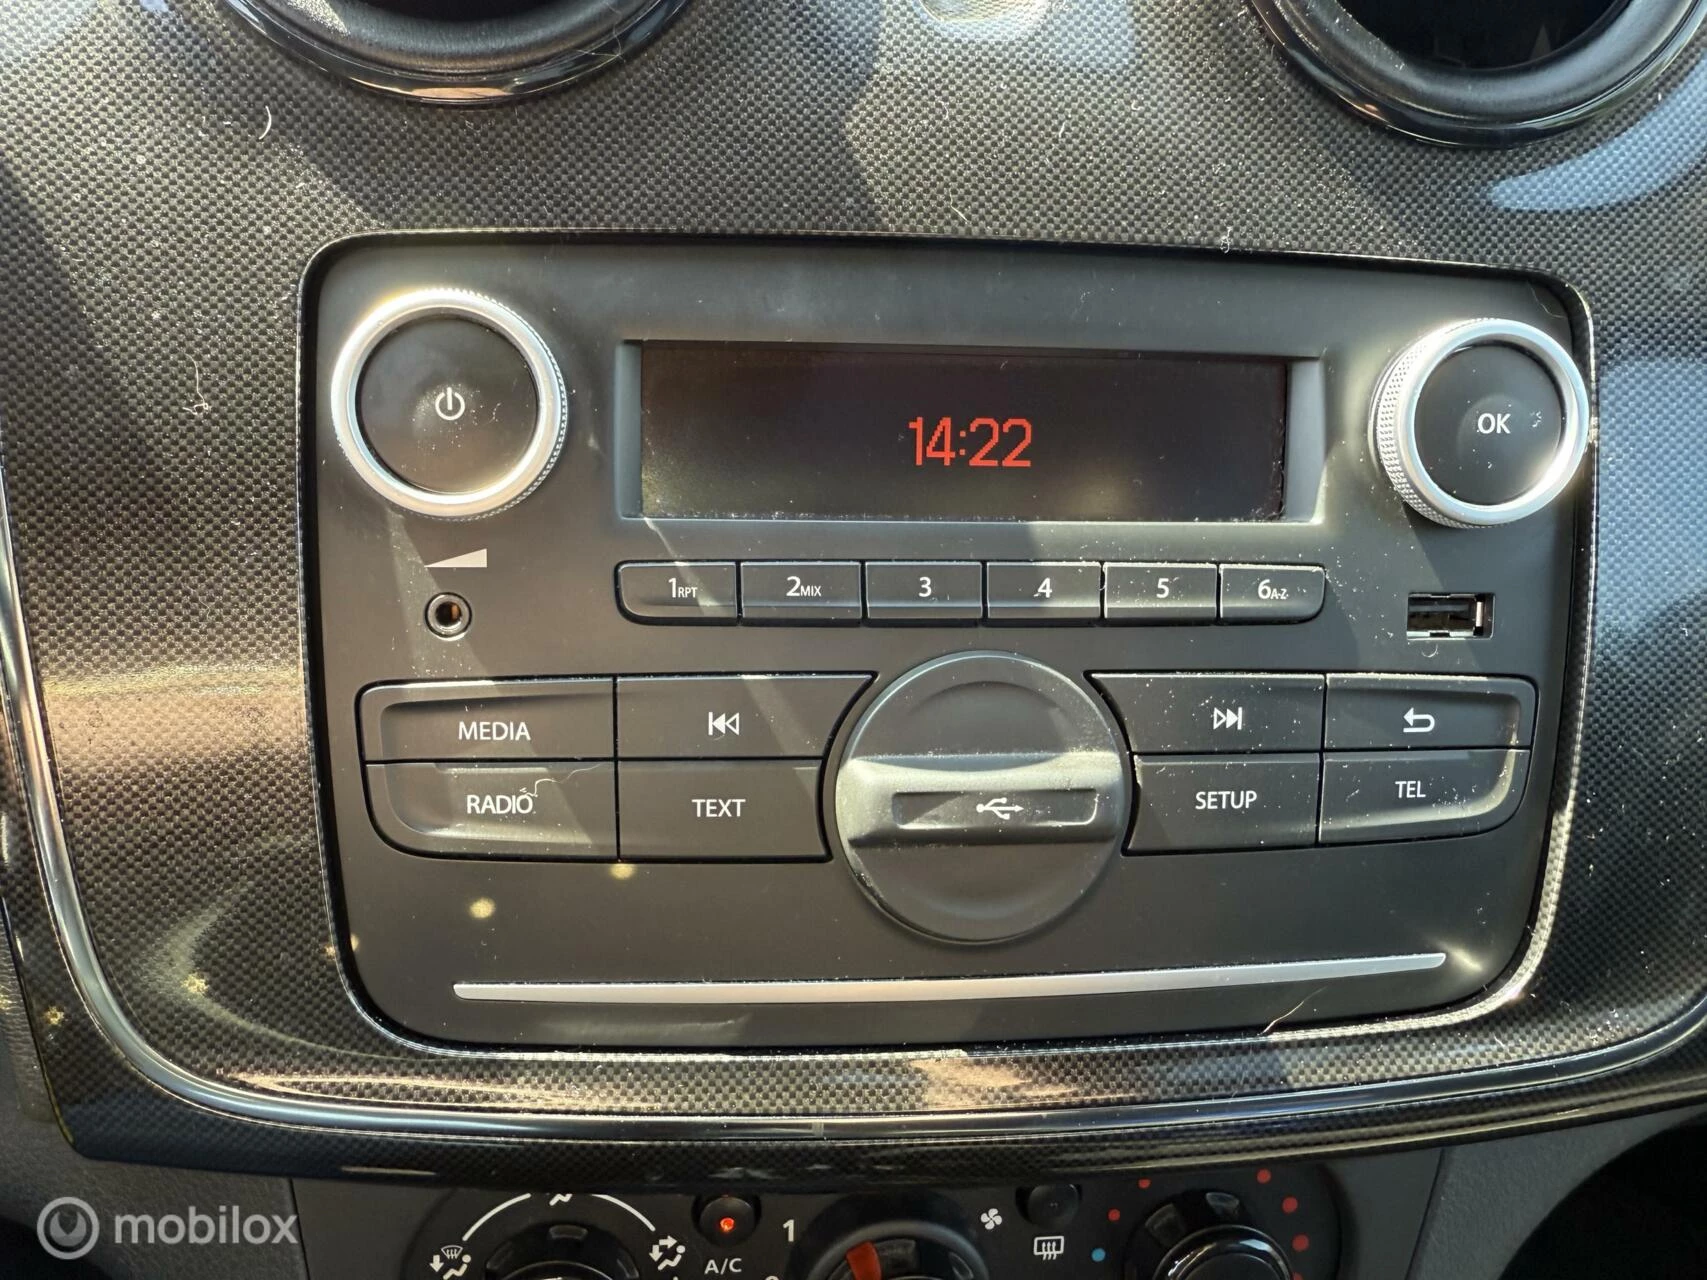 14:22
OK
1RPT 2MIX 3 4 5 6A-Z
MEDIA
RADIO
TEXT
SETUP
TEL
1
A/C
mobilox